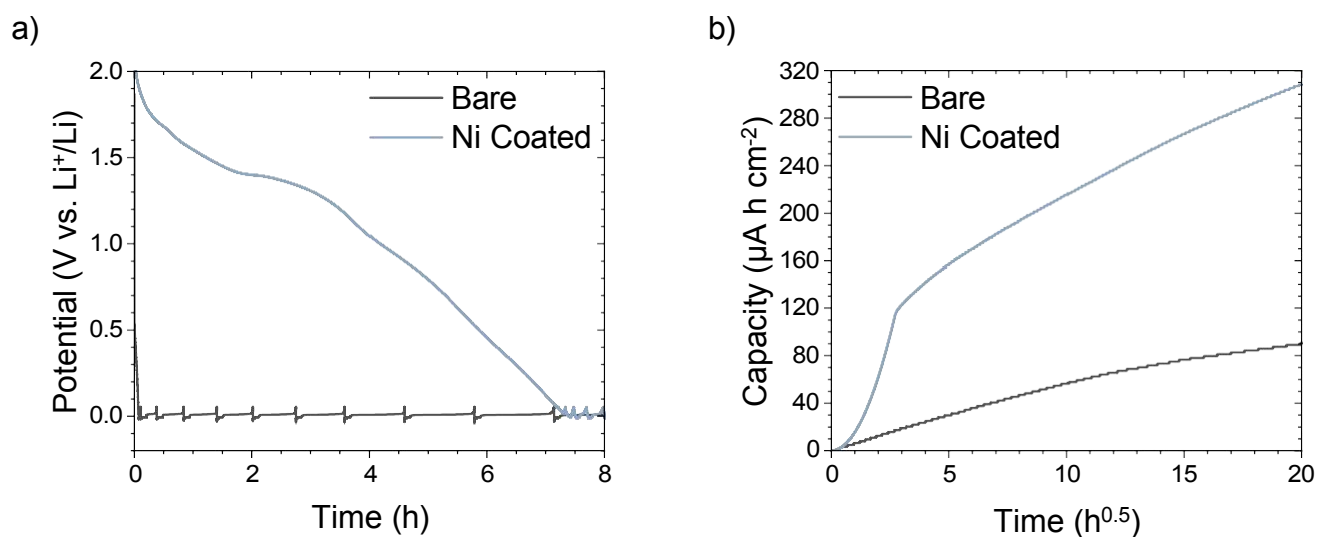 a)
2.0
1.5
1.0
0.5
0.0
0
2
4
6
8
Potential (V vs. Li⁺/Li)
Time (h)
Bare
Ni Coated
b)
320
280
240
200
160
120
80
40
0
0
5
10
15
20
Capacity (µA h cm⁻²)
Time (h⁰·⁵)
Bare
Ni Coated